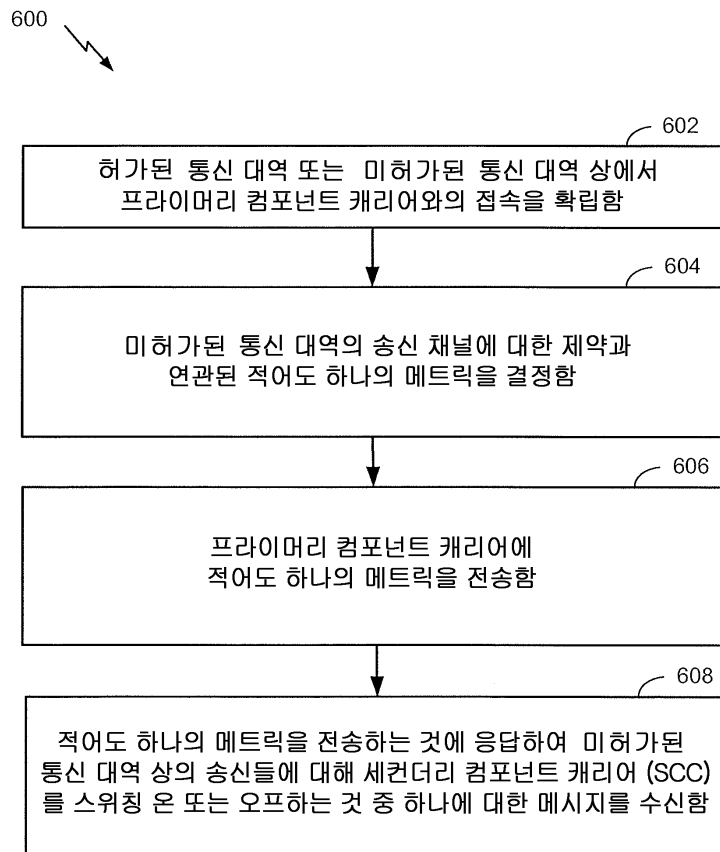 600
602
허가된 통신 대역 또는 미허가된 통신 대역 상에서
프라이머리 컴포넌트 캐리어와의 접속을 확립함
604
미허가된 통신 대역의 송신 채널에 대한 제약과
연관된 적어도 하나의 메트릭을 결정함
606
프라이머리 컴포넌트 캐리어에
적어도 하나의 메트릭을 전송함
608
적어도 하나의 메트릭을 전송하는 것에 응답하여 미허가된
통신 대역 상의 송신들에 대해 세컨더리 컴포넌트 캐리어 (SCC)
를 스위칭 온 또는 오프하는 것 중 하나에 대한 메시지를 수신함